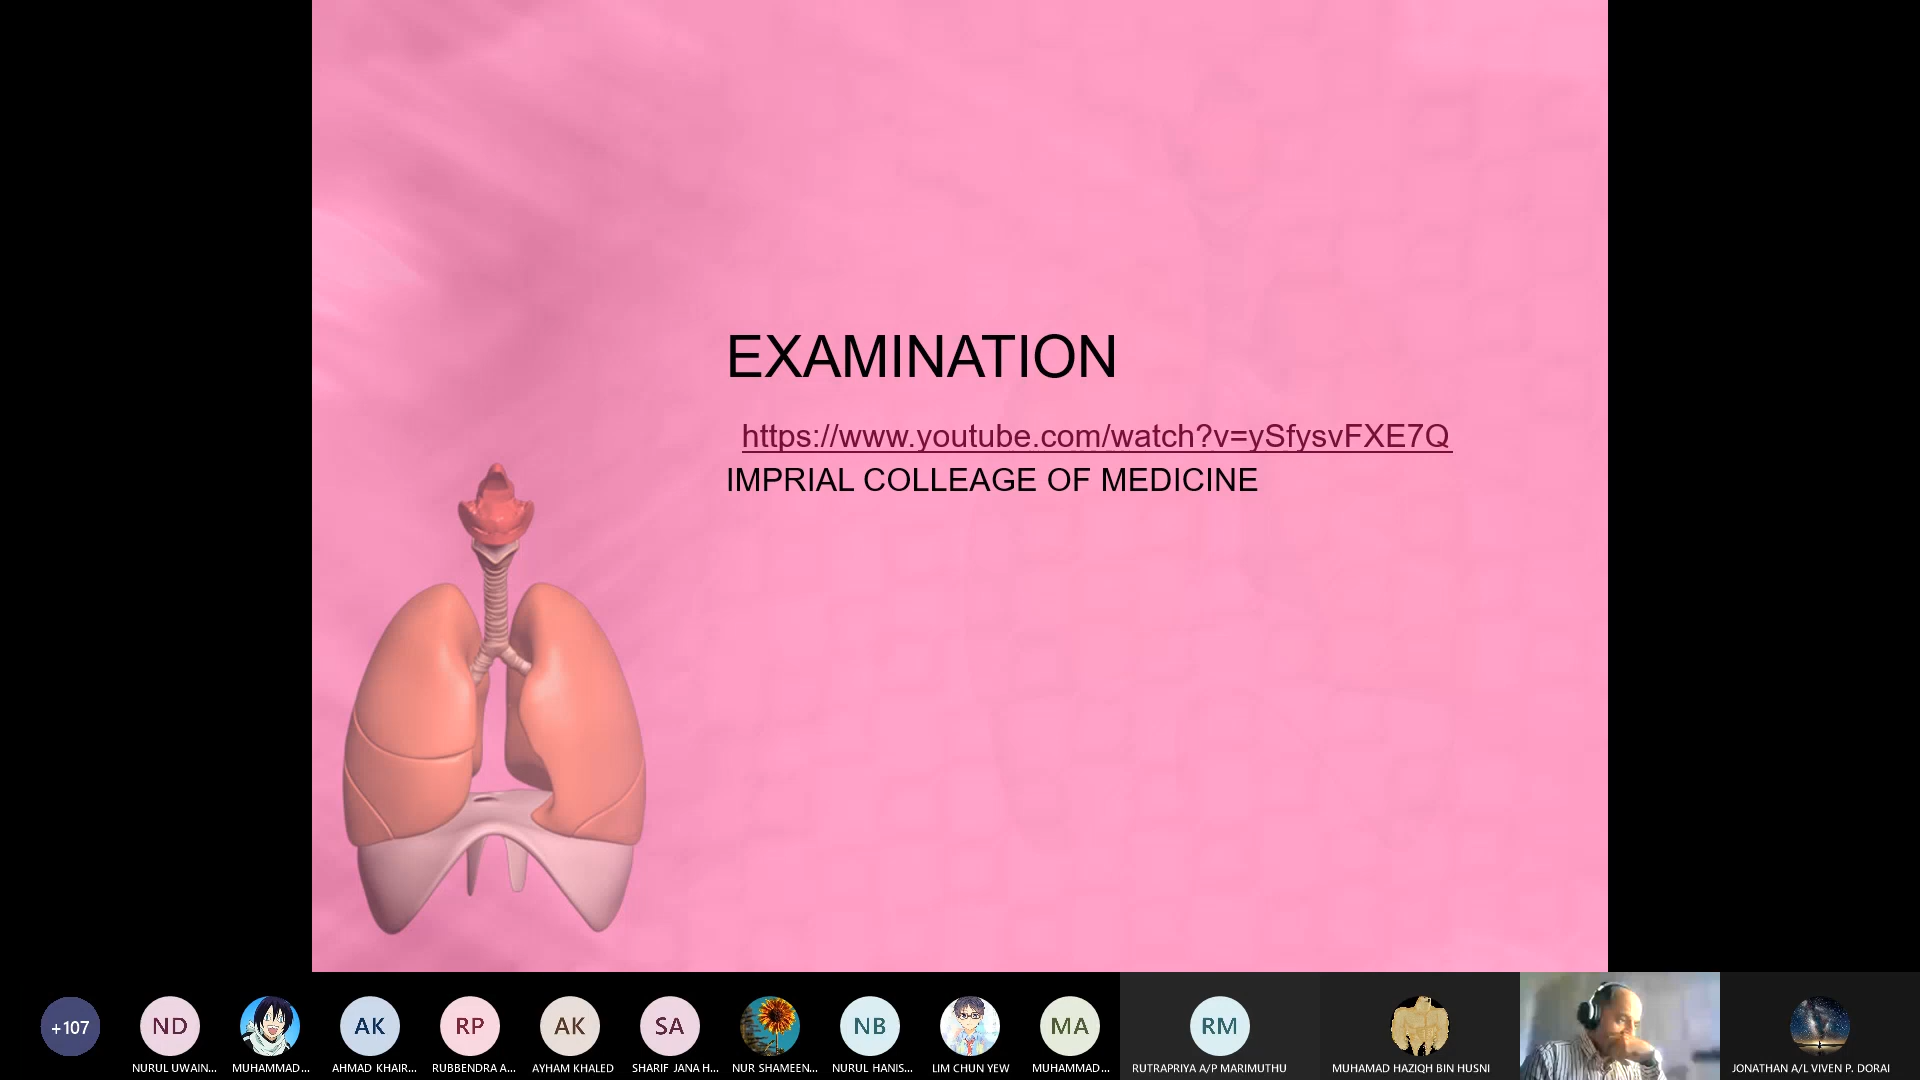 EXAMINATION
https://www.youtube.com/watch?v=ySfysvFXE7Q
IMPRIAL COLLEAGE OF MEDICINE
+107
ND
AK
RP
AK
SA
NB
MA
RM
NURUL UWAIN...
MUHAMMAD...
AHMAD KHAIR...
RUBBENDRA A...
AYHAM KHALED
SHARIF JANA H...
NUR SHAMEEN...
NURUL HANIS...
LIM CHUN YEW
MUHAMMAD...
RUTRAPRIYA A/P MARIMUTHU
MUHAMAD HAZIQH BIN HUSNI
JONATHAN A/L VIVEN P. DORAI